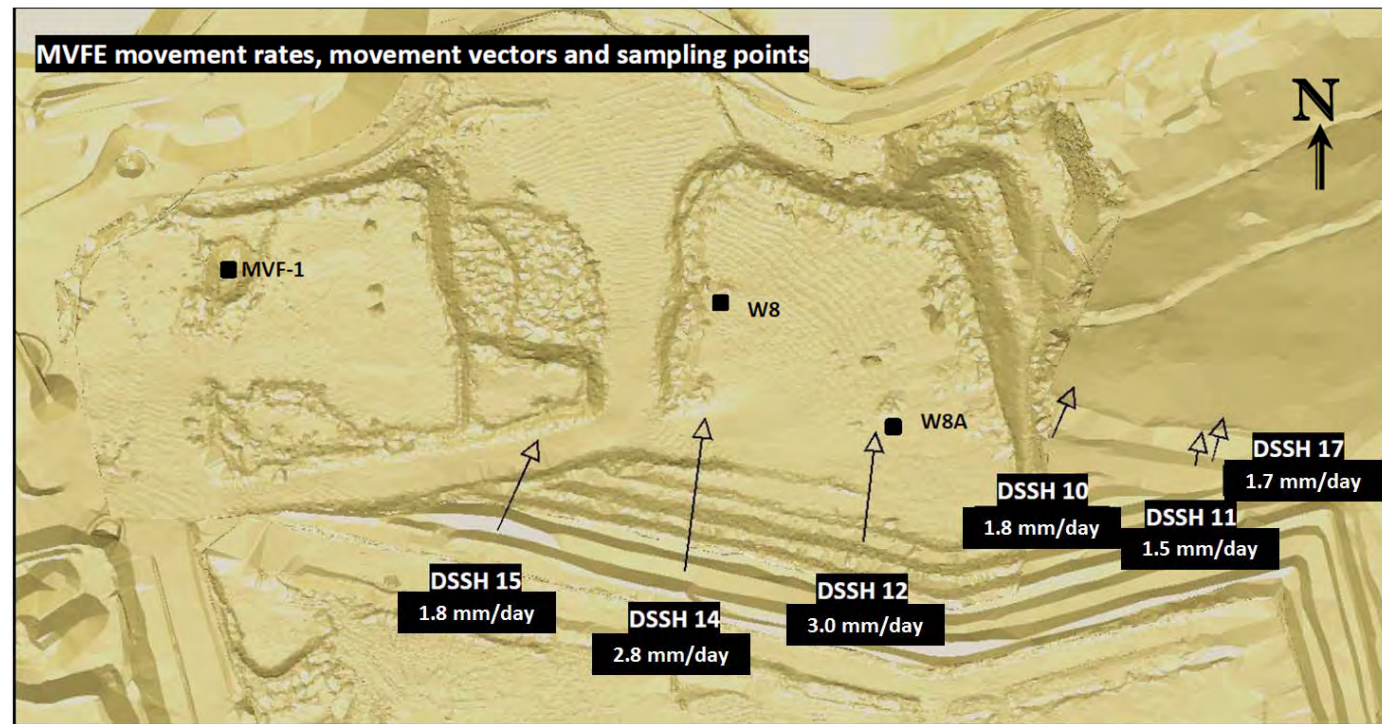 MVFE movement rates, movement vectors and sampling points
N
MVF-1
W8
W8A
DSSH 17
1.7 mm/day
DSSH 10
1.8 mm/day
DSSH 11
1.5 mm/day
DSSH 15
1.8 mm/day
DSSH 12
3.0 mm/day
DSSH 14
2.8 mm/day